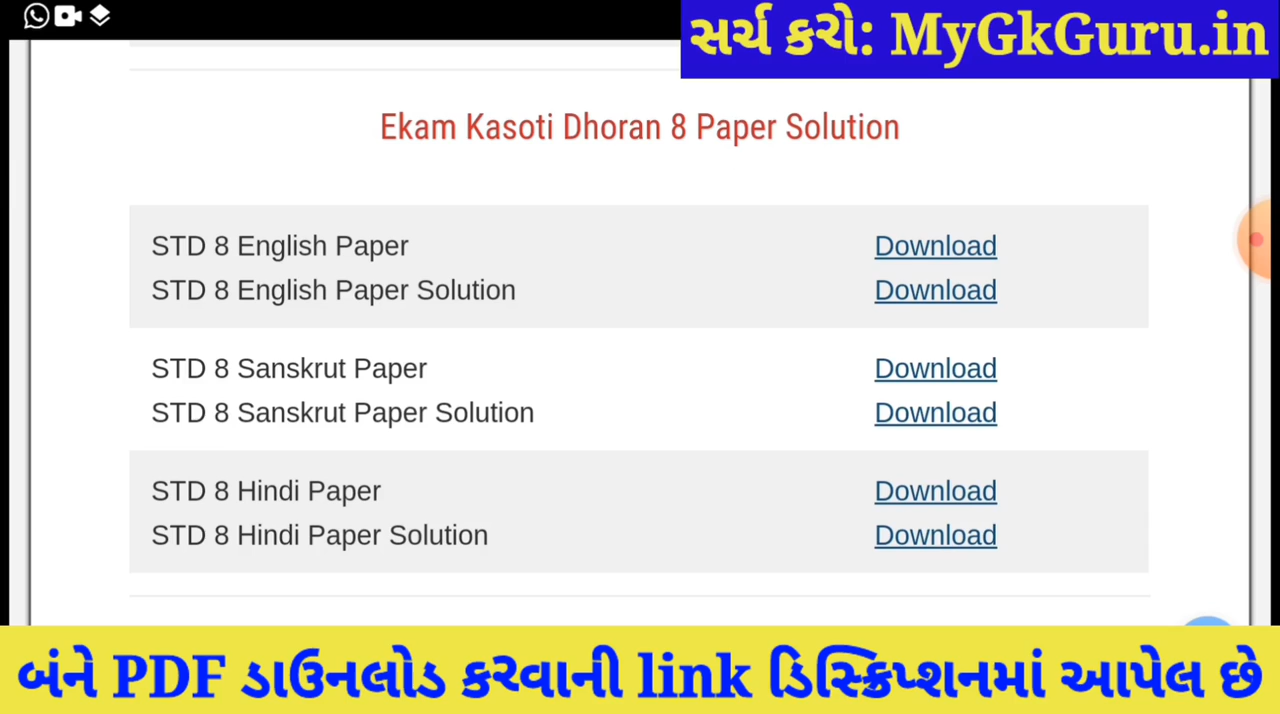 સર્ચ કરો: MyGkGuru.in
Ekam Kasoti Dhoran 8 Paper Solution
STD 8 English Paper Download
STD 8 English Paper Solution Download
STD 8 Sanskrut Paper Download
STD 8 Sanskrut Paper Solution Download
STD 8 Hindi Paper Download
STD 8 Hindi Paper Solution Download
બંને PDF ડાઉનલોડ કરવાની link ડિસ્ક્રિપ્શનમાં આપેલ છે